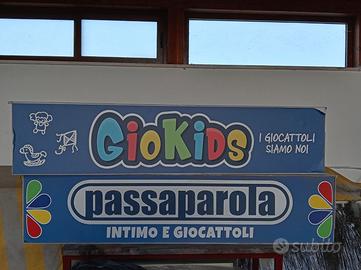 GioKids
I GIOCATTOLI
SIAMO NOI
passaparola
INTIMO E GIOCATTOLI
subito